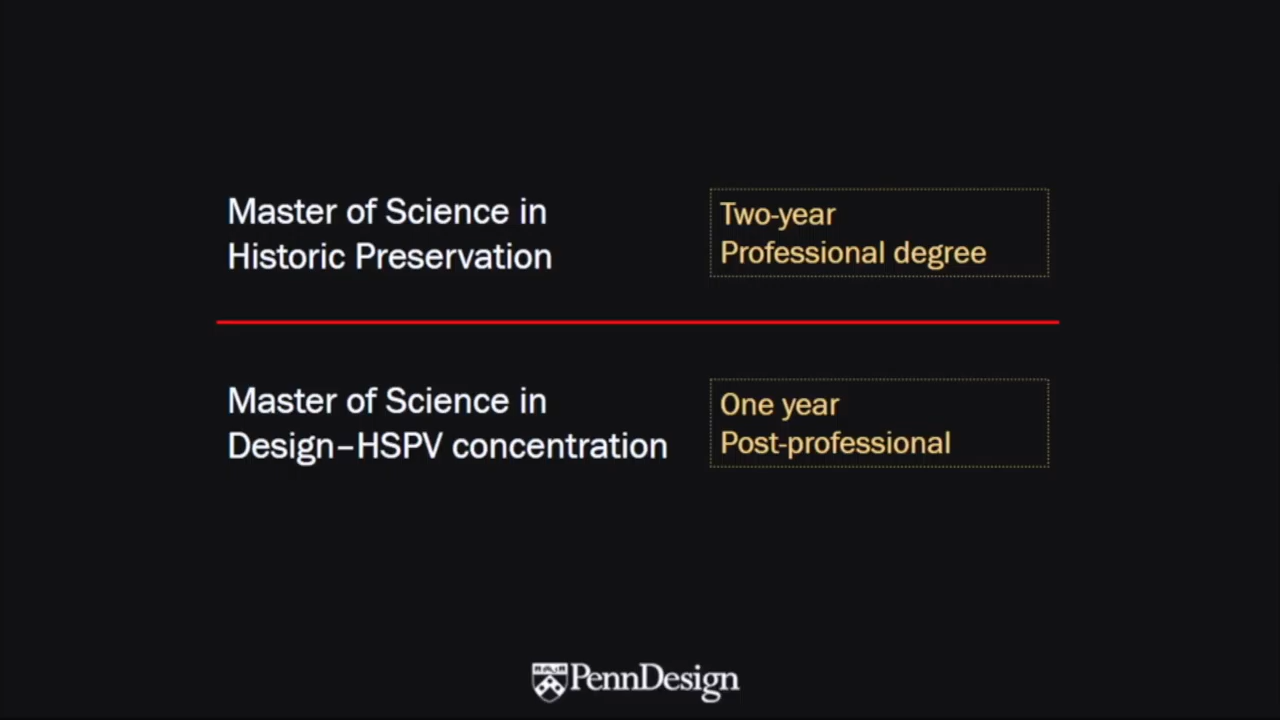 Master of Science in
Historic Preservation
Two-year
Professional degree
Master of Science in
Design–HSPV concentration
One year
Post-professional
PennDesign